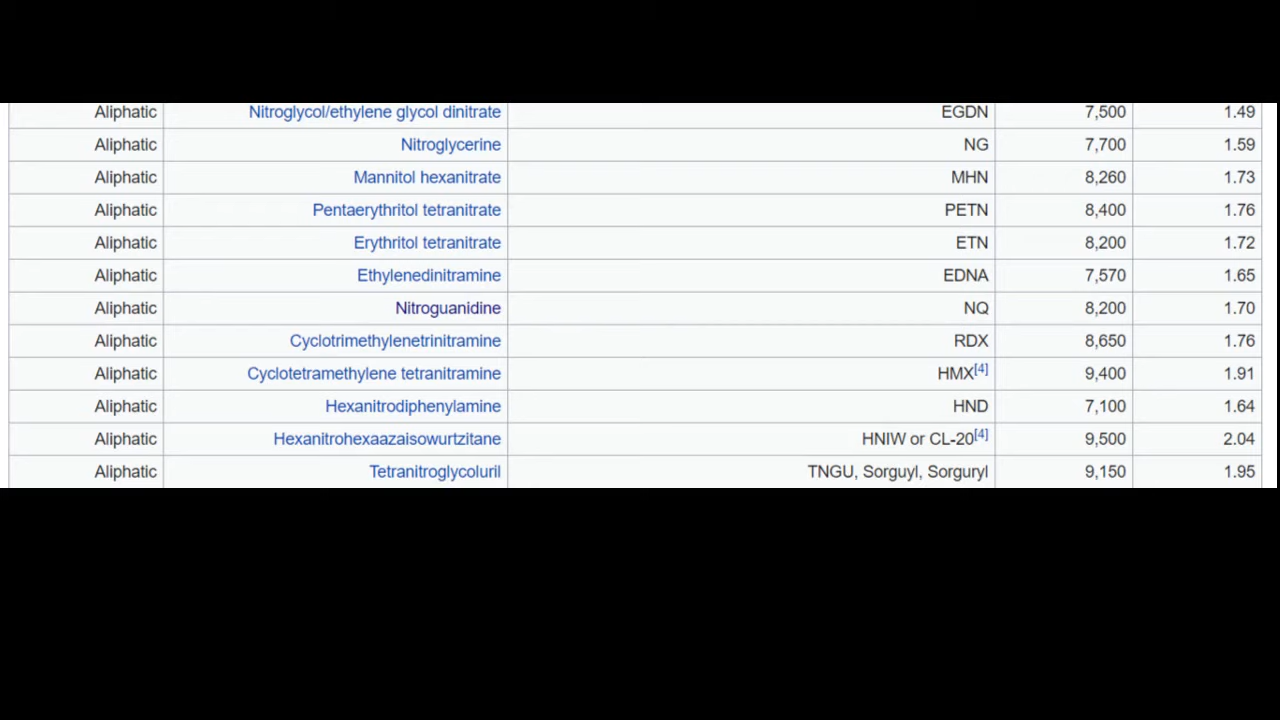 Aliphatic Nitroglycol/ethylene glycol dinitrate EGDN 7,500 1.49
Aliphatic Nitroglycerine NG 7,700 1.59
Aliphatic Mannitol hexanitrate MHN 8,260 1.73
Aliphatic Pentaerythritol tetranitrate PETN 8,400 1.76
Aliphatic Erythritol tetranitrate ETN 8,200 1.72
Aliphatic Ethylenedinitramine EDNA 7,570 1.65
Aliphatic Nitroguanidine NQ 8,200 1.70
Aliphatic Cyclotrimethylenetrinitramine RDX 8,650 1.76
Aliphatic Cyclotetramethylene tetranitramine HMX[4] 9,400 1.91
Aliphatic Hexanitrodiphenylamine HND 7,100 1.64
Aliphatic Hexanitrohexaazaisowurtzitane HNIW or CL-20[4] 9,500 2.04
Aliphatic Tetranitroglycoluril TNGU, Sorguyl, Sorguryl 9,150 1.95